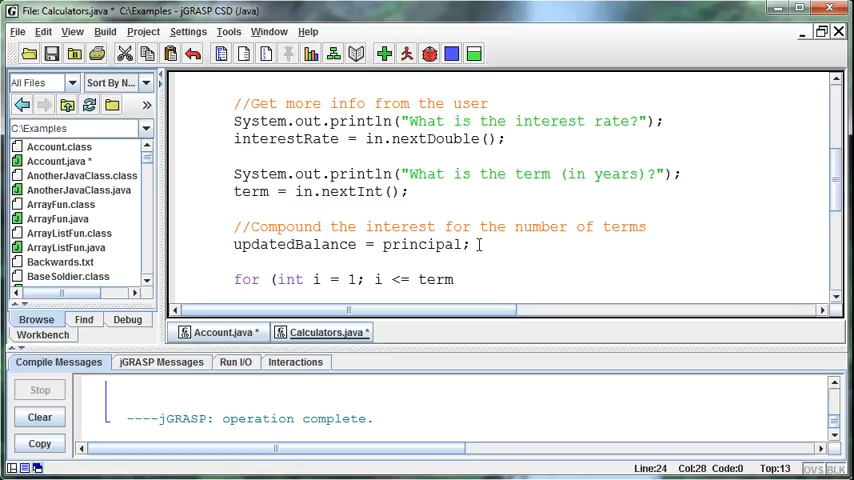 File: Calculators.java * C:\Examples - jGRASP CSD (Java)
File Edit View Build Project Settings Tools Window Help
All Files Sort By N...
C:\Examples
Account.class
Account.java *
AnotherJavaClass.class
AnotherJavaClass.java
ArrayFun.class
ArrayFun.java
ArrayListFun.class
ArrayListFun.java
Backwards.txt
BaseSoldier.class
Browse Find Debug
Workbench
//Get more info from the user
System.out.println("What is the interest rate?");
interestRate = in.nextDouble();
System.out.println("What is the term (in years)?");
term = in.nextInt();
//Compound the interest for the number of terms
updatedBalance = principal;
for (int i = 1; i <= term
Account.java * Calculators.java *
Compile Messages jGRASP Messages Run I/O Interactions
Stop
Clear
Copy
----jGRASP: operation complete.
Line:24 Col:28 Code:0 Top:13 OVS BLK